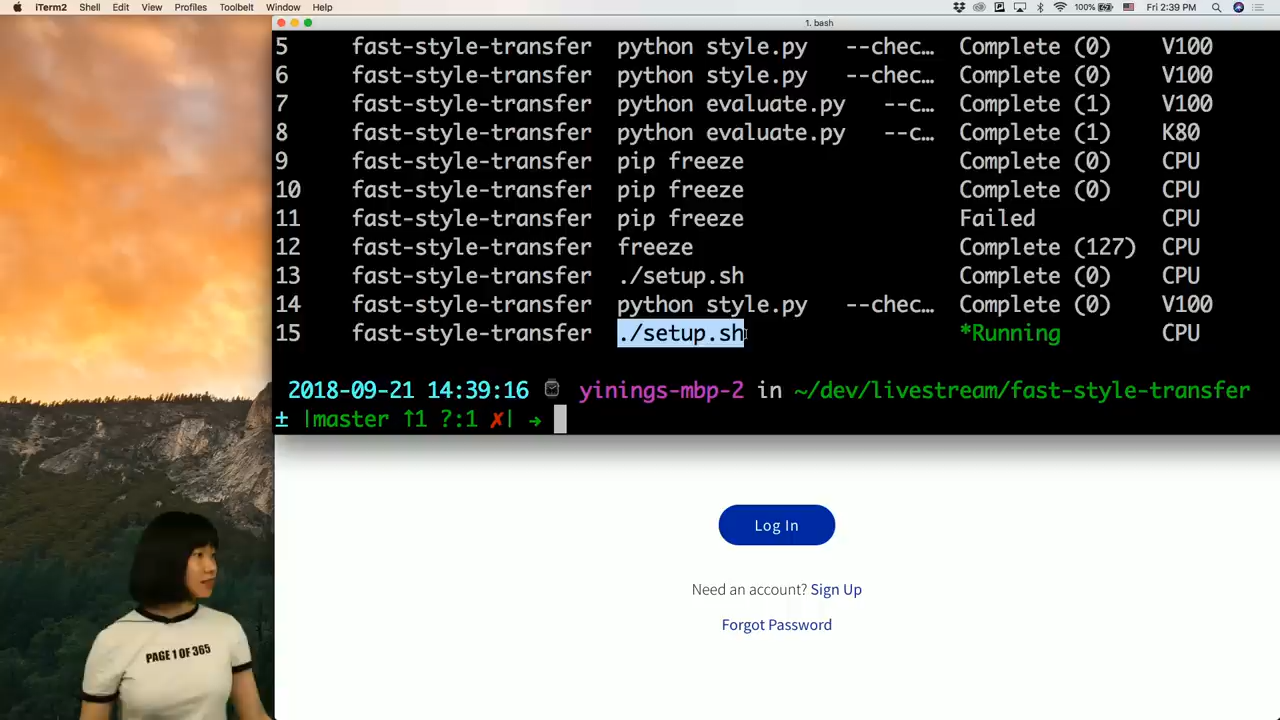 iTerm2 Shell Edit View Profiles Toolbelt Window Help 100% Fri 2:39 PM
1. bash
5 fast-style-transfer python style.py --chec… Complete (0) V100
6 fast-style-transfer python style.py --chec… Complete (0) V100
7 fast-style-transfer python evaluate.py --c… Complete (1) V100
8 fast-style-transfer python evaluate.py --c… Complete (1) K80
9 fast-style-transfer pip freeze Complete (0) CPU
10 fast-style-transfer pip freeze Complete (0) CPU
11 fast-style-transfer pip freeze Failed CPU
12 fast-style-transfer freeze Complete (127) CPU
13 fast-style-transfer ./setup.sh Complete (0) CPU
14 fast-style-transfer python style.py --chec… Complete (0) V100
15 fast-style-transfer ./setup.sh *Running CPU
2018-09-21 14:39:16 yinings-mbp-2 in ~/dev/livestream/fast-style-transfer
± |master ↑1 ?:1 ✗| →
Log In
Need an account? Sign Up
Forgot Password
PAGE 1 OF 365